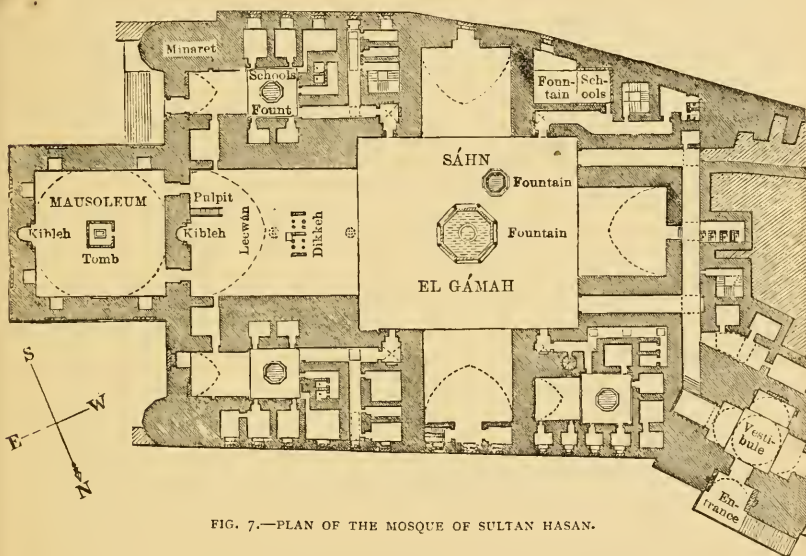 Minaret
Schools
Fount
Foun-
tain
Sch-
ools
SÁHN
Fountain
MAUSOLEUM
Pulpit
Kibleh
Tomb
Kibleh
Leewán
Dikkeh
Fountain
EL GÁMAH
S
W
E
N
Vesti-
bule
En-
trance
FIG. 7.—PLAN OF THE MOSQUE OF SULTAN HASAN.